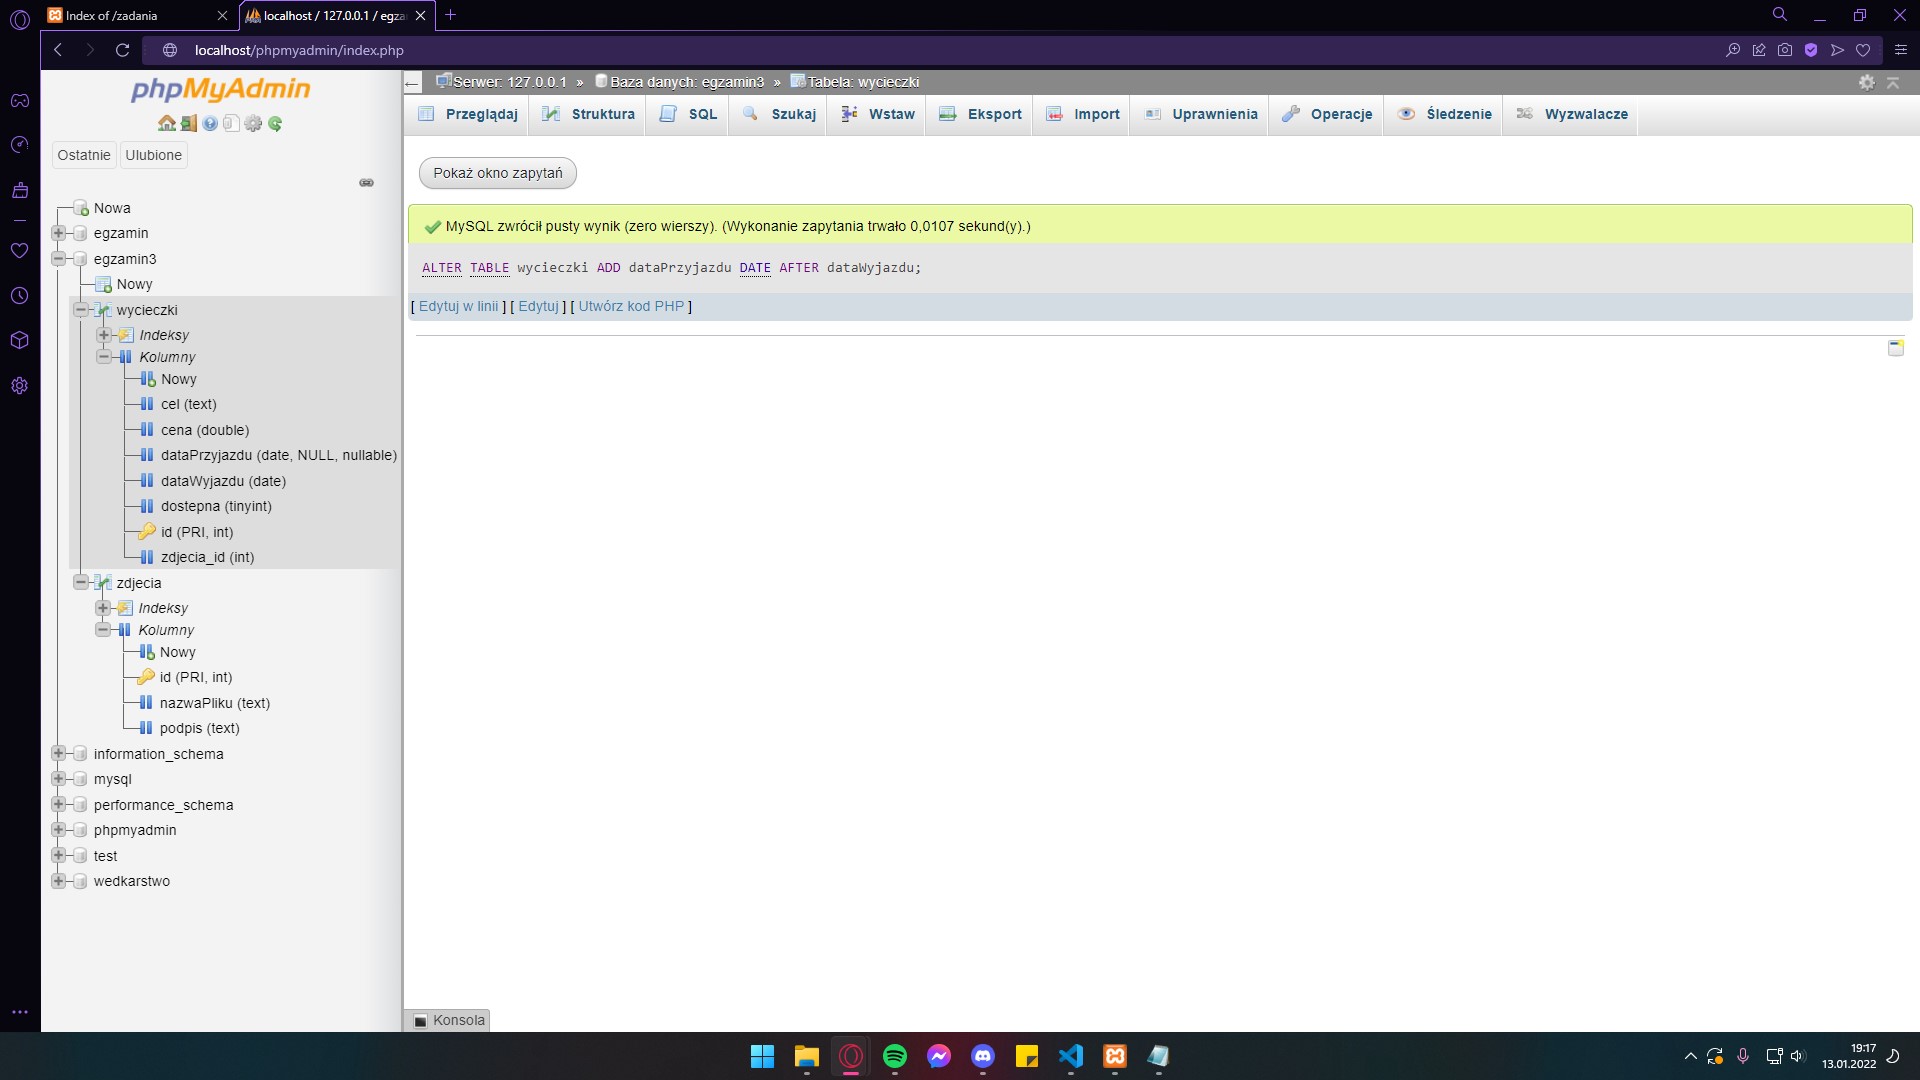 Index of /zadania
localhost / 127.0.0.1 / egza
localhost/phpmyadmin/index.php
phpMyAdmin
Ostatnie
Ulubione
Nowa
egzamin
egzamin3
Nowy
wycieczki
Indeksy
Kolumny
Nowy
cel (text)
cena (double)
dataPrzyjazdu (date, NULL, nullable)
dataWyjazdu (date)
dostepna (tinyint)
id (PRI, int)
zdjecia_id (int)
zdjecia
Indeksy
Kolumny
Nowy
id (PRI, int)
nazwaPliku (text)
podpis (text)
information_schema
mysql
performance_schema
phpmyadmin
test
wedkarstwo
Serwer: 127.0.0.1 » Baza danych: egzamin3 » Tabela: wycieczki
Przeglądaj Struktura SQL Szukaj Wstaw Eksport Import Uprawnienia Operacje Śledzenie Wyzwalacze
Pokaż okno zapytań
MySQL zwrócił pusty wynik (zero wierszy). (Wykonanie zapytania trwało 0,0107 sekund(y).)
ALTER TABLE wycieczki ADD dataPrzyjazdu DATE AFTER dataWyjazdu;
[ Edytuj w linii ] [ Edytuj ] [ Utwórz kod PHP ]
Konsola
19:17
13.01.2022